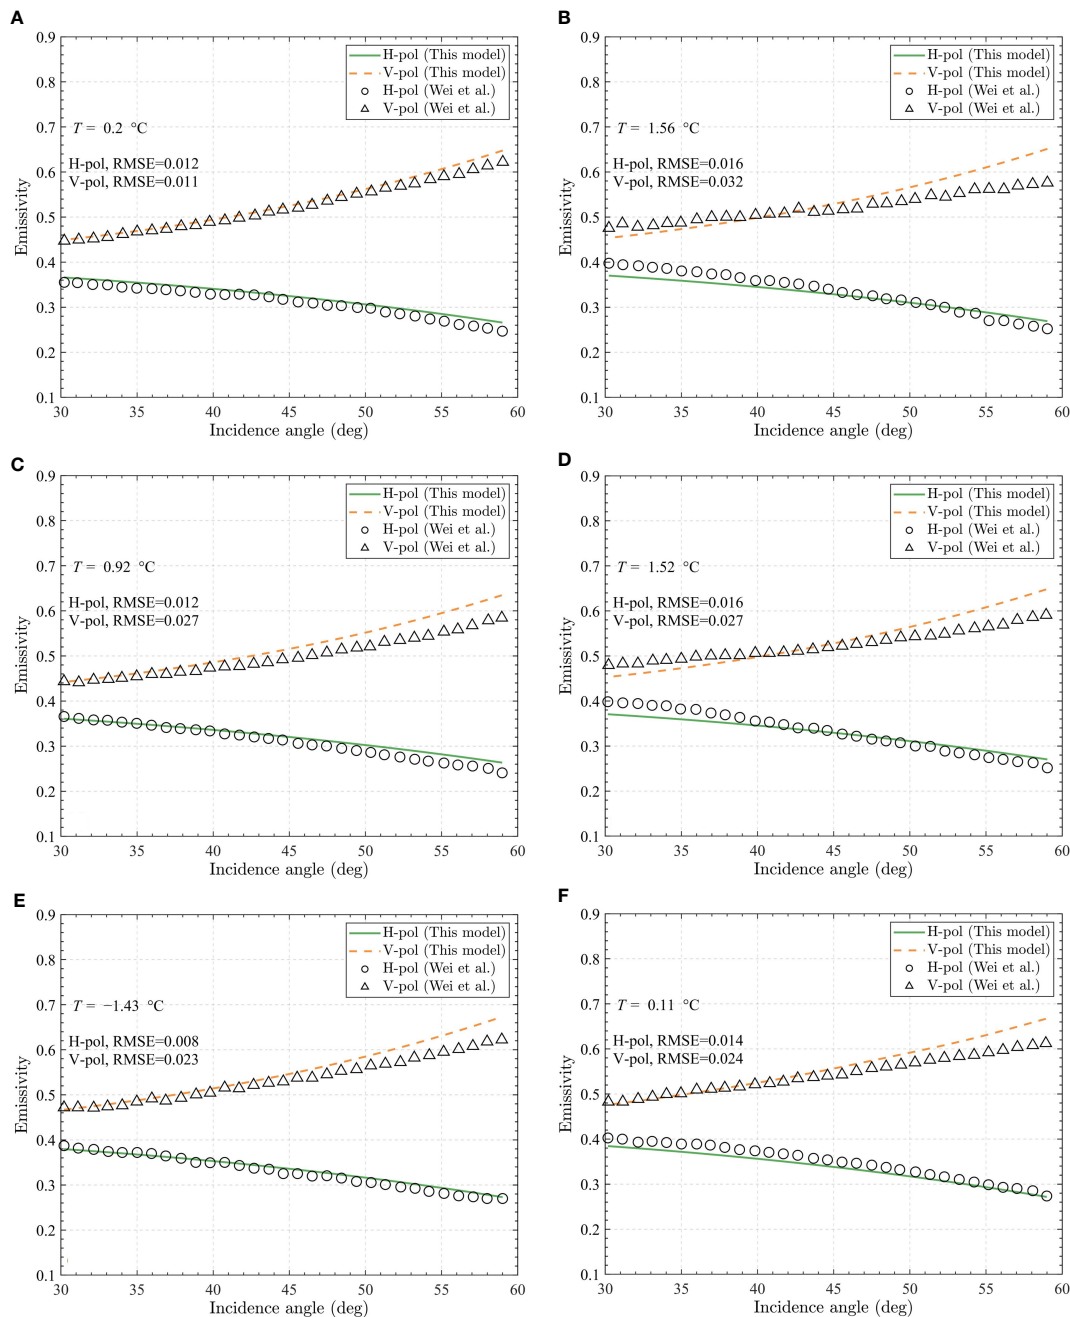 A
0.9
0.8
0.7
0.6
0.5
0.4
0.3
0.2
0.1
30
35
40
45
50
55
60
Emissivity
Incidence angle (deg)
H-pol (This model)
V-pol (This model)
H-pol (Wei et al.)
V-pol (Wei et al.)
T = 0.2 °C
H-pol, RMSE=0.012
V-pol, RMSE=0.011
B
0.9
0.8
0.7
0.6
0.5
0.4
0.3
0.2
0.1
30
35
40
45
50
55
60
Emissivity
Incidence angle (deg)
H-pol (This model)
V-pol (This model)
H-pol (Wei et al.)
V-pol (Wei et al.)
T = 1.56 °C
H-pol, RMSE=0.016
V-pol, RMSE=0.032
C
0.9
0.8
0.7
0.6
0.5
0.4
0.3
0.2
0.1
30
35
40
45
50
55
60
Emissivity
Incidence angle (deg)
H-pol (This model)
V-pol (This model)
H-pol (Wei et al.)
V-pol (Wei et al.)
T = 0.92 °C
H-pol, RMSE=0.012
V-pol, RMSE=0.027
D
0.9
0.8
0.7
0.6
0.5
0.4
0.3
0.2
0.1
30
35
40
45
50
55
60
Emissivity
Incidence angle (deg)
H-pol (This model)
V-pol (This model)
H-pol (Wei et al.)
V-pol (Wei et al.)
T = 1.52 °C
H-pol, RMSE=0.016
V-pol, RMSE=0.027
E
0.9
0.8
0.7
0.6
0.5
0.4
0.3
0.2
0.1
30
35
40
45
50
55
60
Emissivity
Incidence angle (deg)
H-pol (This model)
V-pol (This model)
H-pol (Wei et al.)
V-pol (Wei et al.)
T = −1.43 °C
H-pol, RMSE=0.008
V-pol, RMSE=0.023
F
0.9
0.8
0.7
0.6
0.5
0.4
0.3
0.2
0.1
30
35
40
45
50
55
60
Emissivity
Incidence angle (deg)
H-pol (This model)
V-pol (This model)
H-pol (Wei et al.)
V-pol (Wei et al.)
T = 0.11 °C
H-pol, RMSE=0.014
V-pol, RMSE=0.024